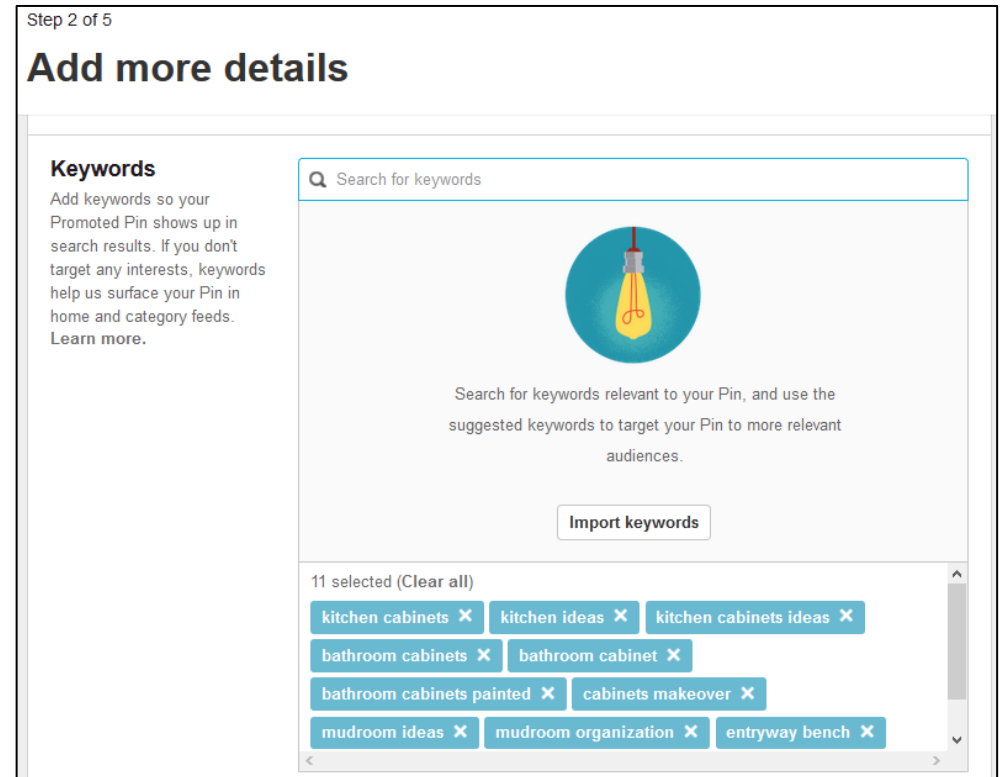 Step 2 of 5
Add more details
Keywords
Add keywords so your
Promoted Pin shows up in
search results. If you don't
target any interests, keywords
help us surface your Pin in
home and category feeds.
Learn more.
Search for keywords
Search for keywords relevant to your Pin, and use the
suggested keywords to target your Pin to more relevant
audiences.
Import keywords
11 selected (Clear all)
kitchen cabinets × kitchen ideas × kitchen cabinets ideas ×
bathroom cabinets × bathroom cabinet ×
bathroom cabinets painted × cabinets makeover ×
mudroom ideas × mudroom organization × entryway bench ×